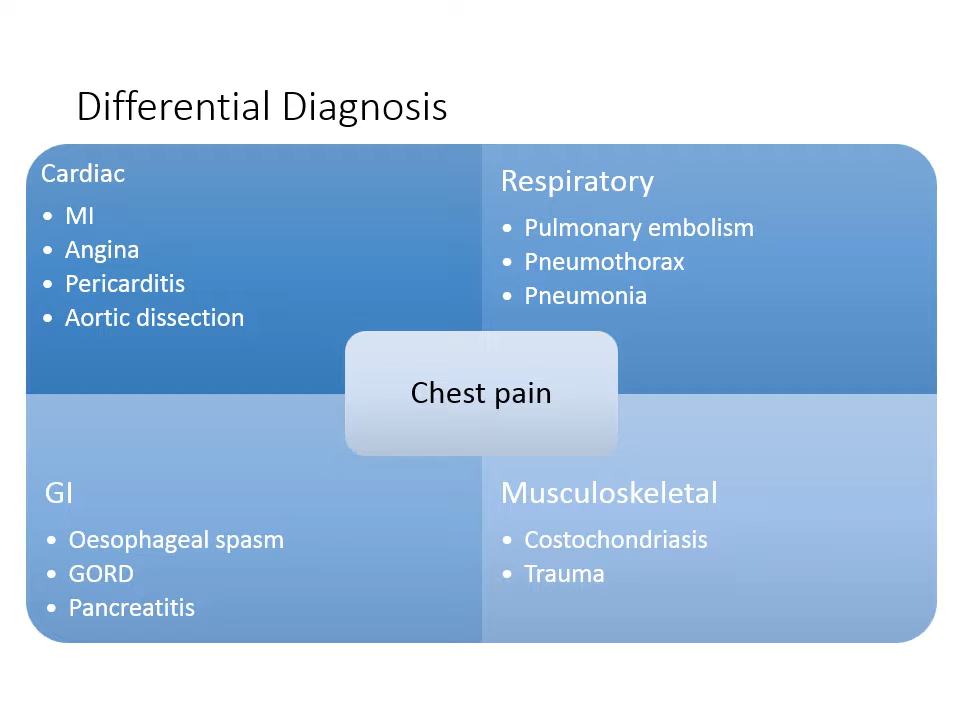 Differential Diagnosis
Cardiac
• MI
• Angina
• Pericarditis
• Aortic dissection
Respiratory
• Pulmonary embolism
• Pneumothorax
• Pneumonia
Chest pain
GI
• Oesophageal spasm
• GORD
• Pancreatitis
Musculoskeletal
• Costochondriasis
• Trauma